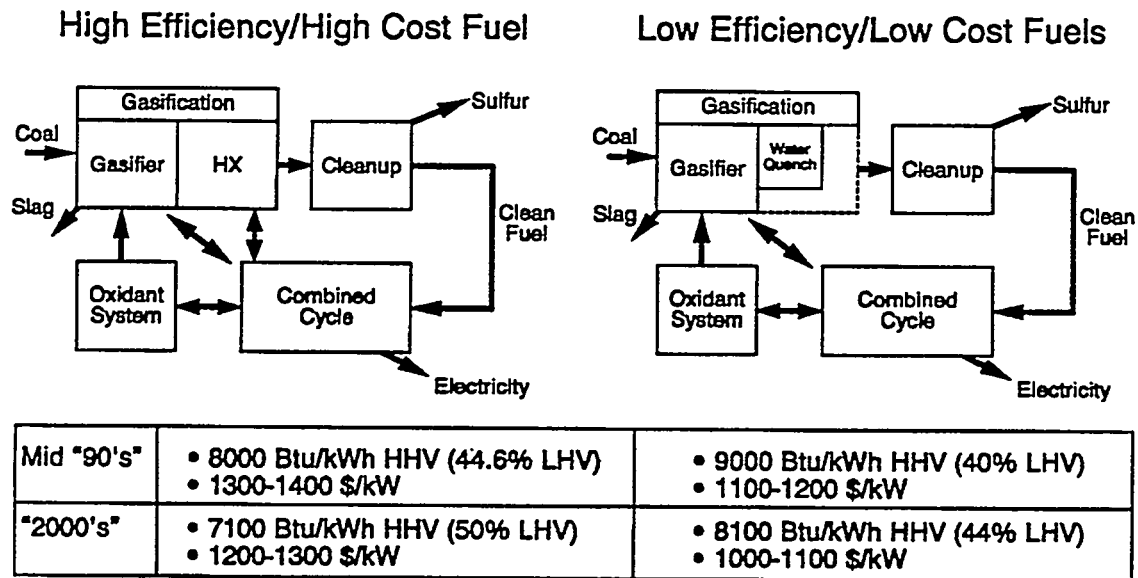 High Efficiency/High Cost Fuel
Gasification
Sulfur
Coal
Gasifier
HX
Cleanup
Slag
Clean
Fuel
Oxidant
System
Combined
Cycle
Electricity
Low Efficiency/Low Cost Fuels
Gasification
Sulfur
Coal
Gasifier
Water
Quench
Cleanup
Slag
Clean
Fuel
Oxidant
System
Combined
Cycle
Electricity
Mid "90's"
• 8000 Btu/kWh HHV (44.6% LHV)
• 1300-1400 $/kW
• 9000 Btu/kWh HHV (40% LHV)
• 1100-1200 $/kW
"2000's"
• 7100 Btu/kWh HHV (50% LHV)
• 1200-1300 $/kW
• 8100 Btu/kWh HHV (44% LHV)
• 1000-1100 $/kW